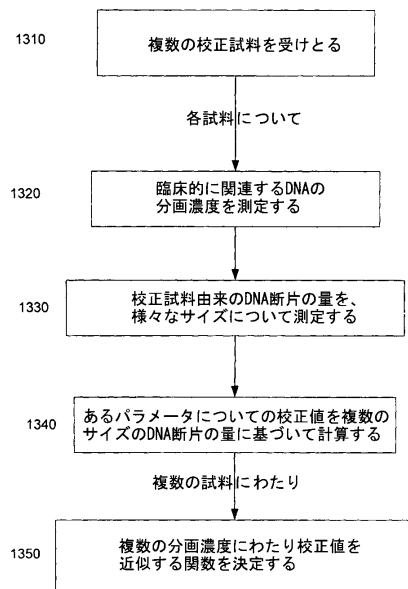 1310
複数の校正試料を受けとる
各試料について
1320
臨床的に関連するDNAの
分画濃度を測定する
1330
校正試料由来のDNA断片の量を、
様々なサイズについて測定する
1340
あるパラメータについての校正値を複数の
サイズのDNA断片の量に基づいて計算する
複数の試料にわたり
1350
複数の分画濃度にわたり校正値を
近似する関数を決定する